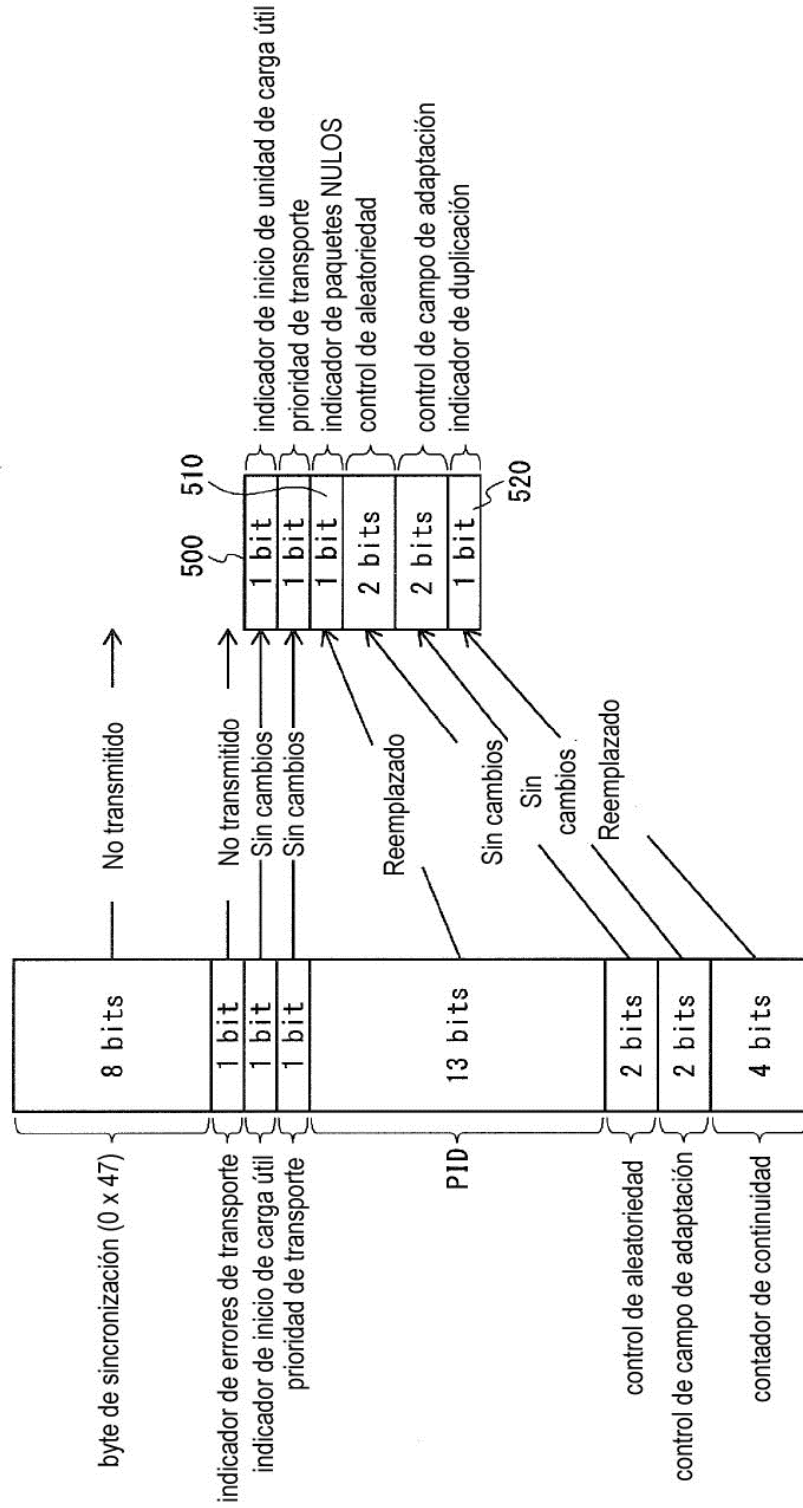 byte de sincronización (0 x 47)
8 bits
No transmitido
indicador de errores de transporte
1 bit
No transmitido
indicador de inicio de carga útil
1 bit
Sin cambios
prioridad de transporte
1 bit
Sin cambios
PID
13 bits
Reemplazado
control de aleatoriedad
2 bits
Sin cambios
control de campo de adaptación
2 bits
Sin
cambios
contador de continuidad
4 bits
Reemplazado
500
510
1 bit
indicador de inicio de unidad de carga útil
1 bit
prioridad de transporte
1 bit
indicador de paquetes NULOS
2 bits
control de aleatoriedad
2 bits
control de campo de adaptación
1 bit
indicador de duplicación
520